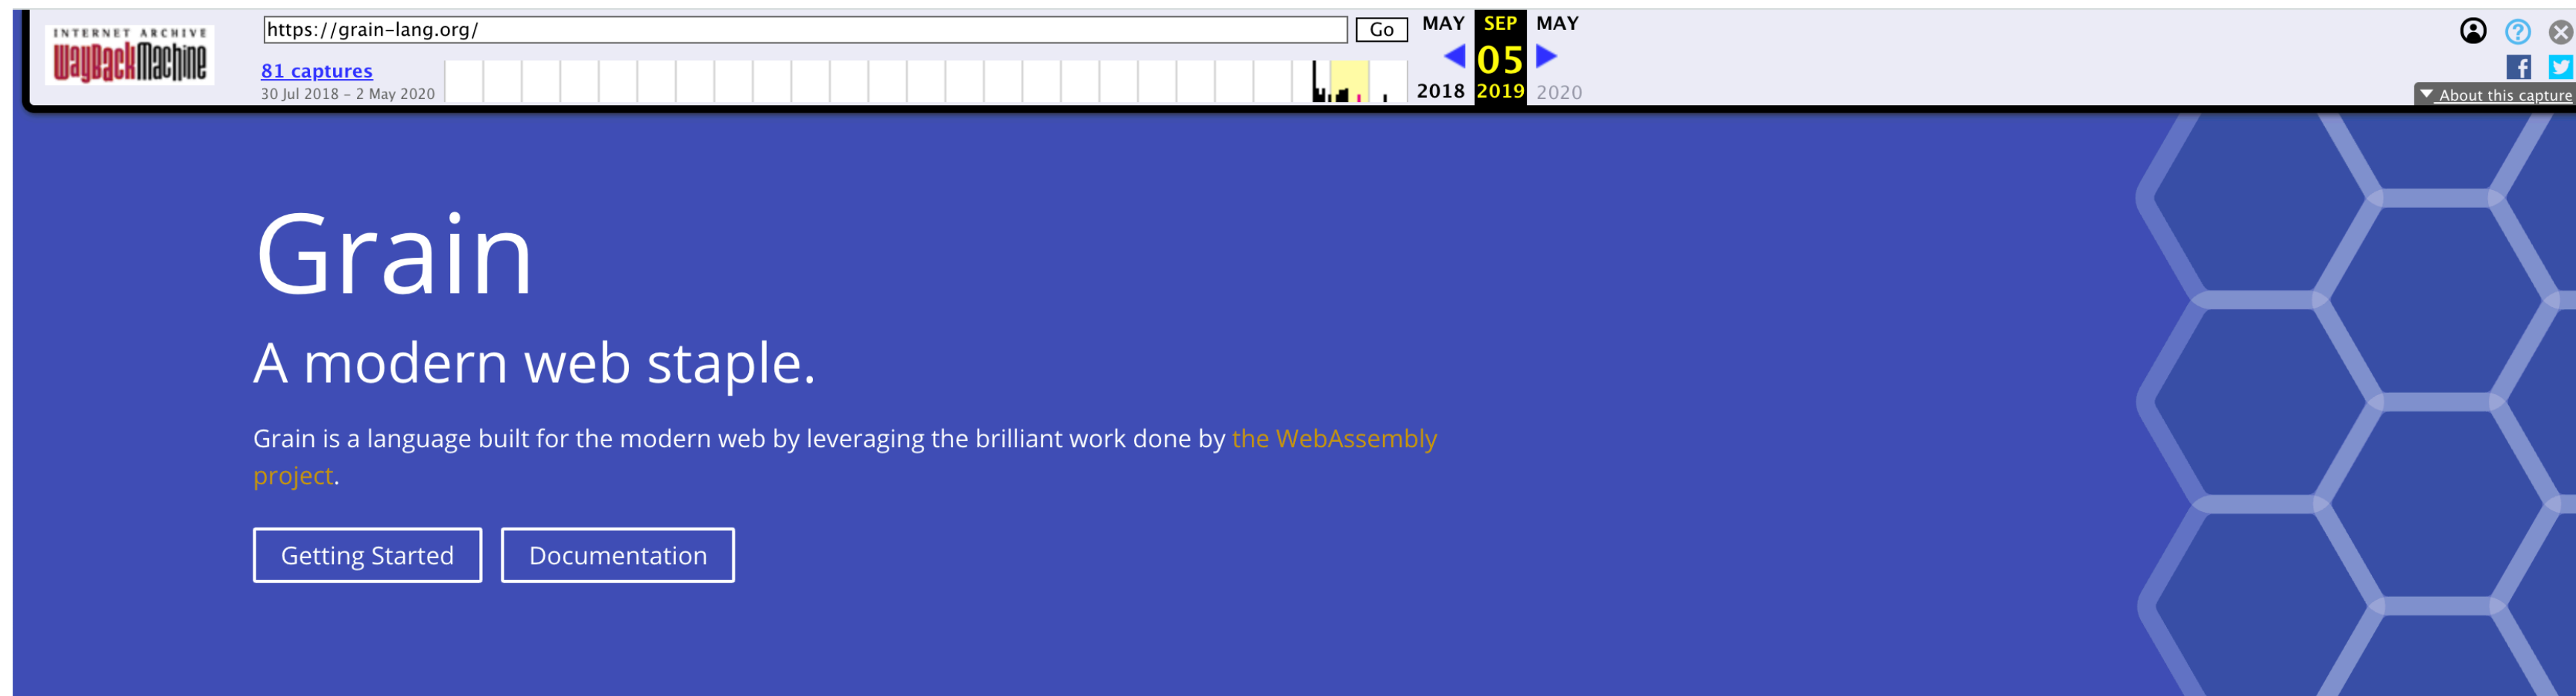 INTERNET ARCHIVE
WayBackMachine
https://grain-lang.org/
Go
MAY SEP MAY
05
2018 2019 2020
81 captures
30 Jul 2018 – 2 May 2020
f
▼ About this capture
Grain
A modern web staple.
Grain is a language built for the modern web by leveraging the brilliant work done by the WebAssembly
project.
Getting Started
Documentation